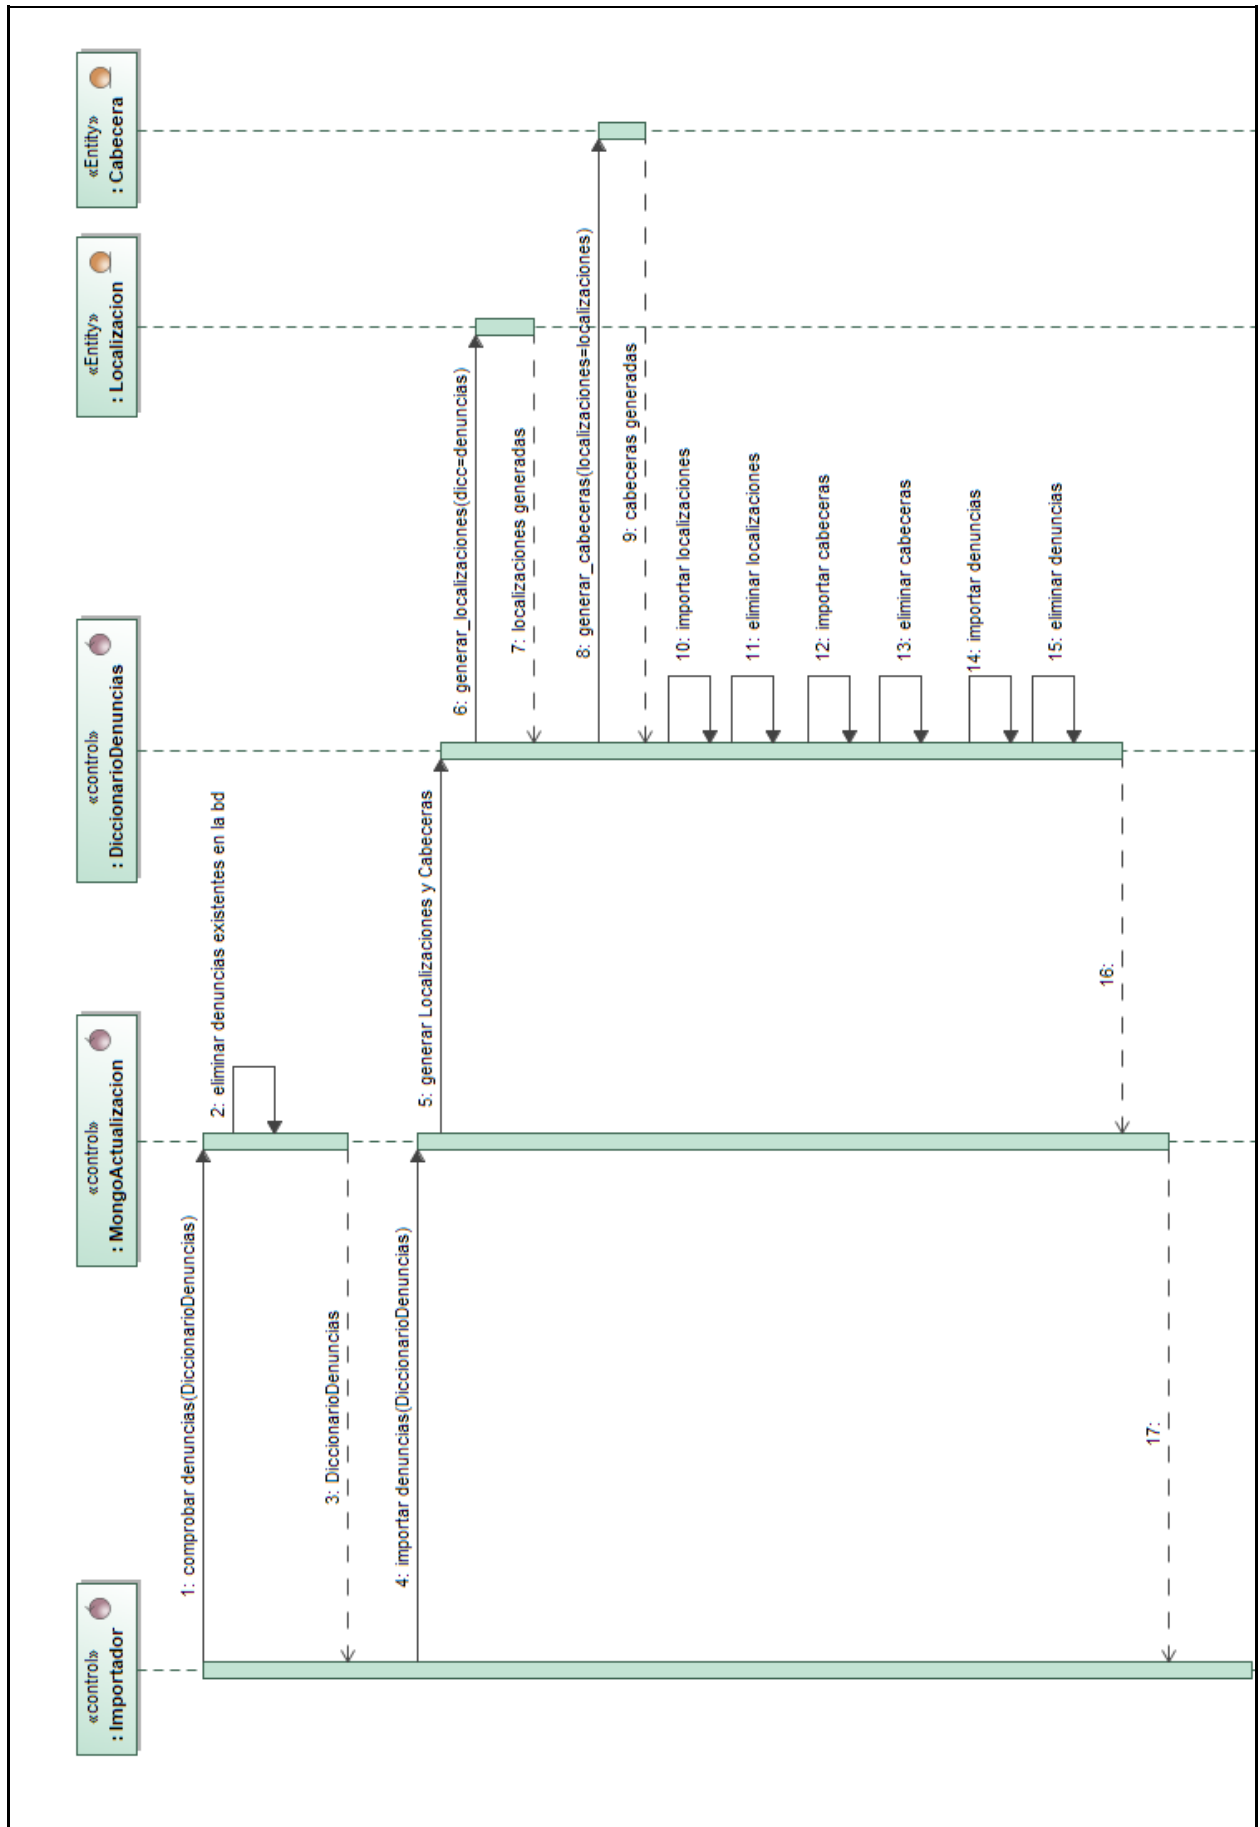 «control»
: Importador
«control»
: MongoActualizacion
«control»
: DiccionarioDenuncias
«Entity»
: Localizacion
«Entity»
: Cabecera
1: comprobar denuncias(DiccionarioDenuncias)
2: eliminar denuncias existentes en la bd
3: DiccionarioDenuncias
4: importar denuncias(DiccionarioDenuncias)
5: generar Localizaciones y Cabeceras
6: generar_localizaciones(dicc=denuncias)
7: localizaciones generadas
8: generar_cabeceras(localizaciones=localizaciones)
9: cabeceras generadas
10: importar localizaciones
11: eliminar localizaciones
12: importar cabeceras
13: eliminar cabeceras
14: importar denuncias
15: eliminar denuncias
16:
17: